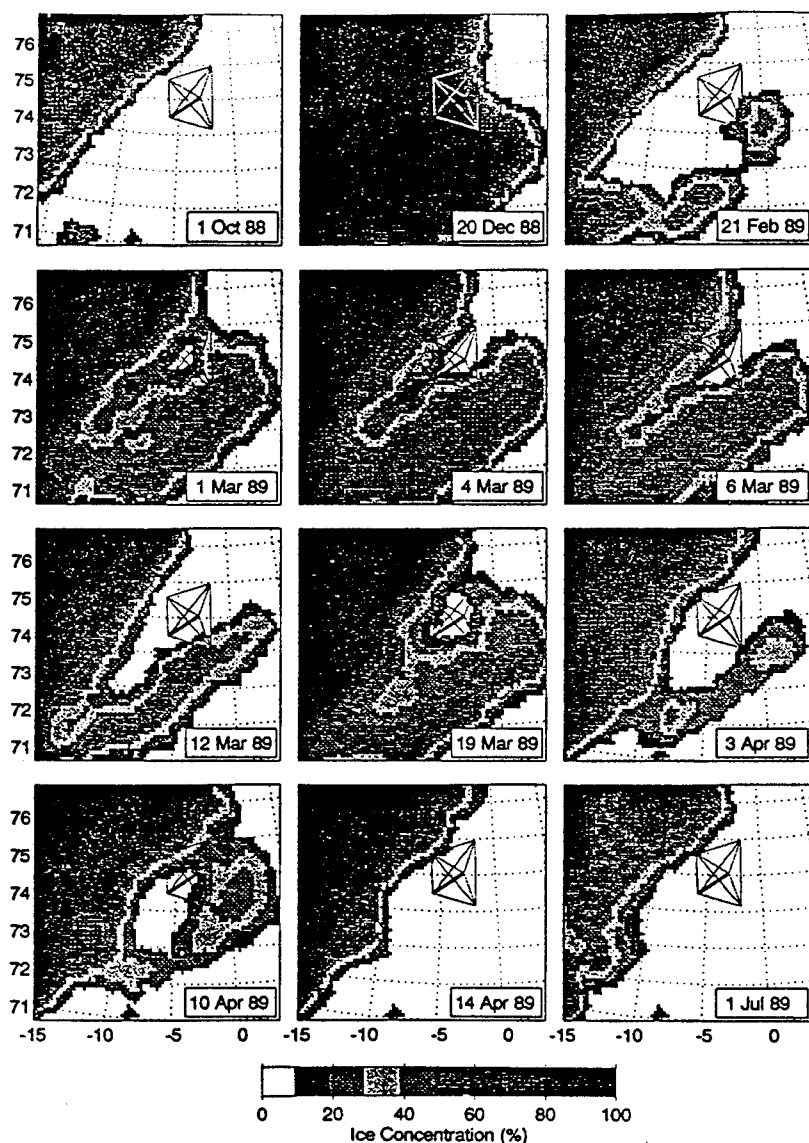 76
75
74
73
72
71
1 Oct 88
20 Dec 88
21 Feb 89
76
75
74
73
72
71
1 Mar 89
4 Mar 89
6 Mar 89
76
75
74
73
72
71
12 Mar 89
19 Mar 89
3 Apr 89
76
75
74
73
72
71
10 Apr 89
14 Apr 89
1 Jul 89
-15 -10 -5 0
-15 -10 -5 0
-15 -10 -5 0
0 20 40 60 80 100
Ice Concentration (%)